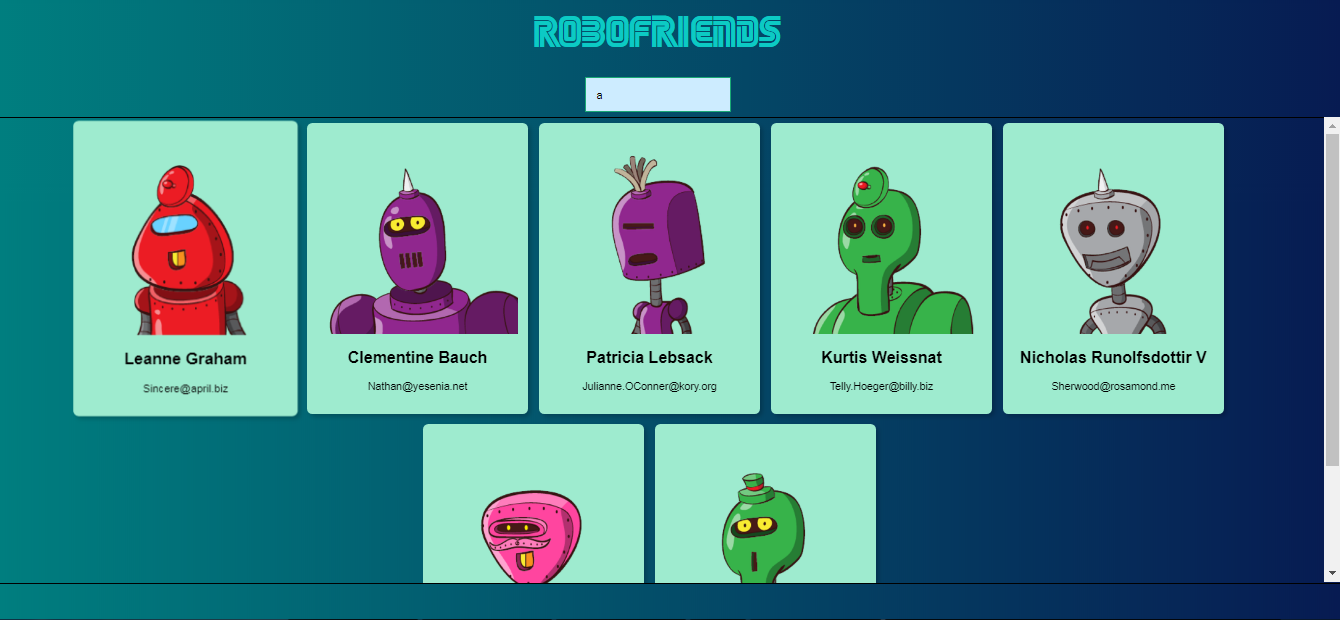 ROBOFRIENDS
a
Leanne Graham
Sincere@april.biz
Clementine Bauch
Nathan@yesenia.net
Patricia Lebsack
Julianne.OConner@kory.org
Kurtis Weissnat
Telly.Hoeger@billy.biz
Nicholas Runolfsdottir V
Sherwood@rosamond.me